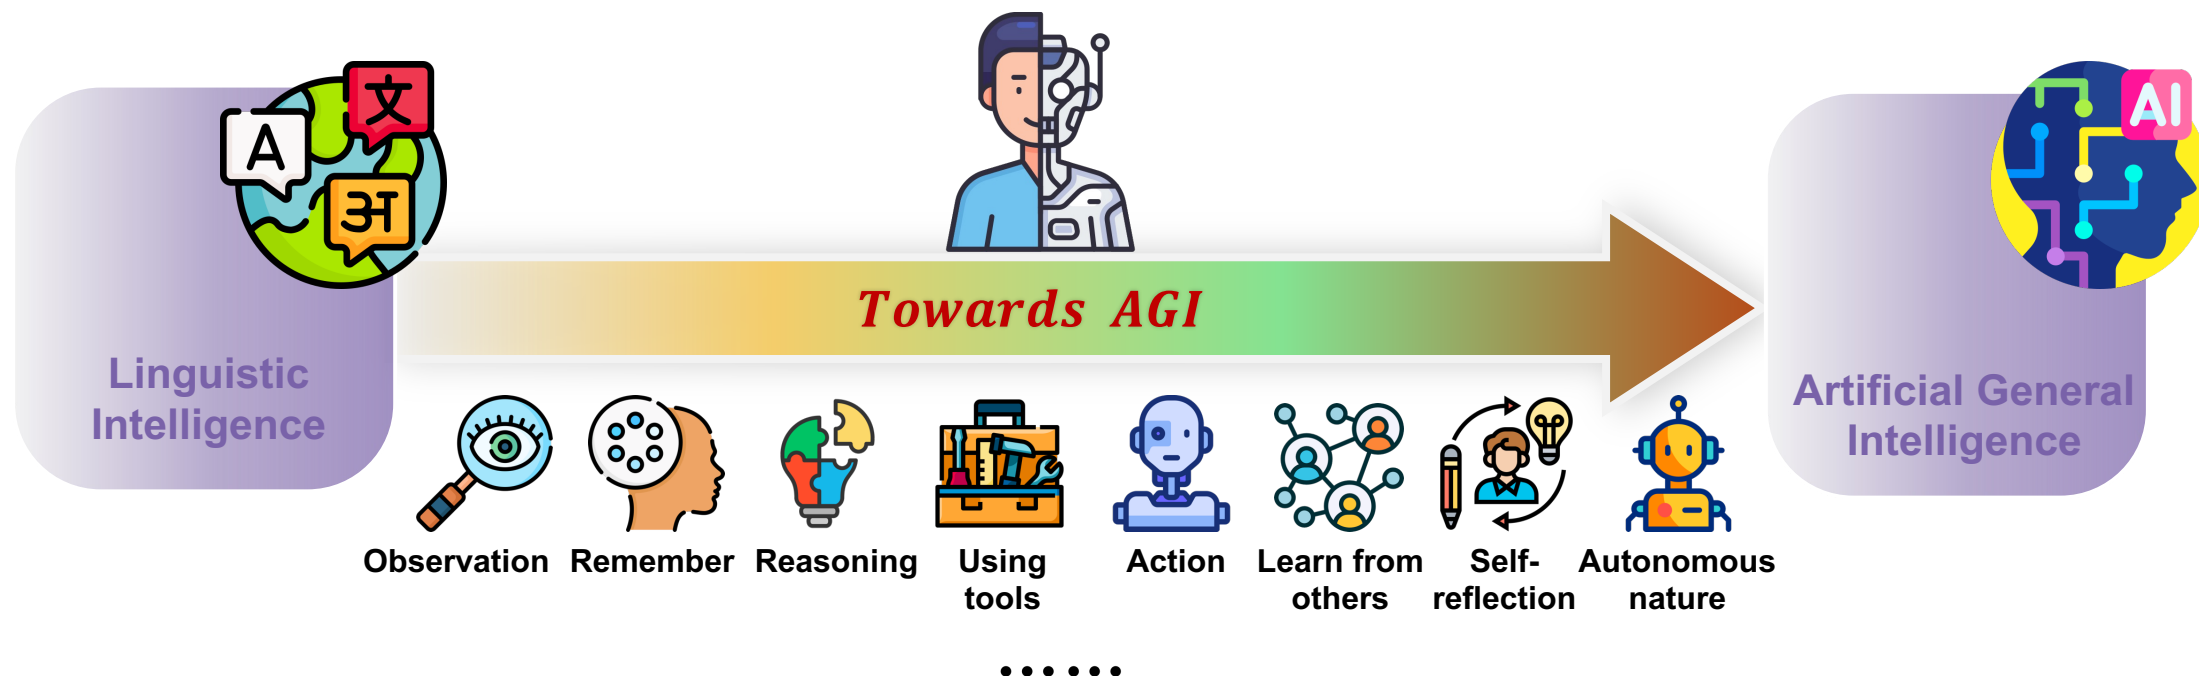 文
A
अ
AI
Towards AGI
Linguistic
Intelligence
Artificial General
Intelligence
Observation
Remember
Reasoning
Using
tools
Action
Learn from
others
Self-
reflection
Autonomous
nature
······